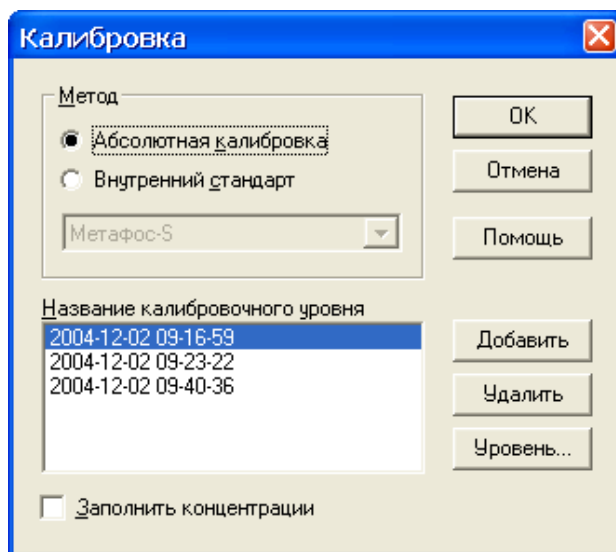 Калибровка
Метод
Абсолютная калибровка
Внутренний стандарт
Метафос-S
OK
Отмена
Помощь
Название калибровочного уровня
2004-12-02 09-16-59
2004-12-02 09-23-22
2004-12-02 09-40-36
Добавить
Удалить
Уровень...
Заполнить концентрации